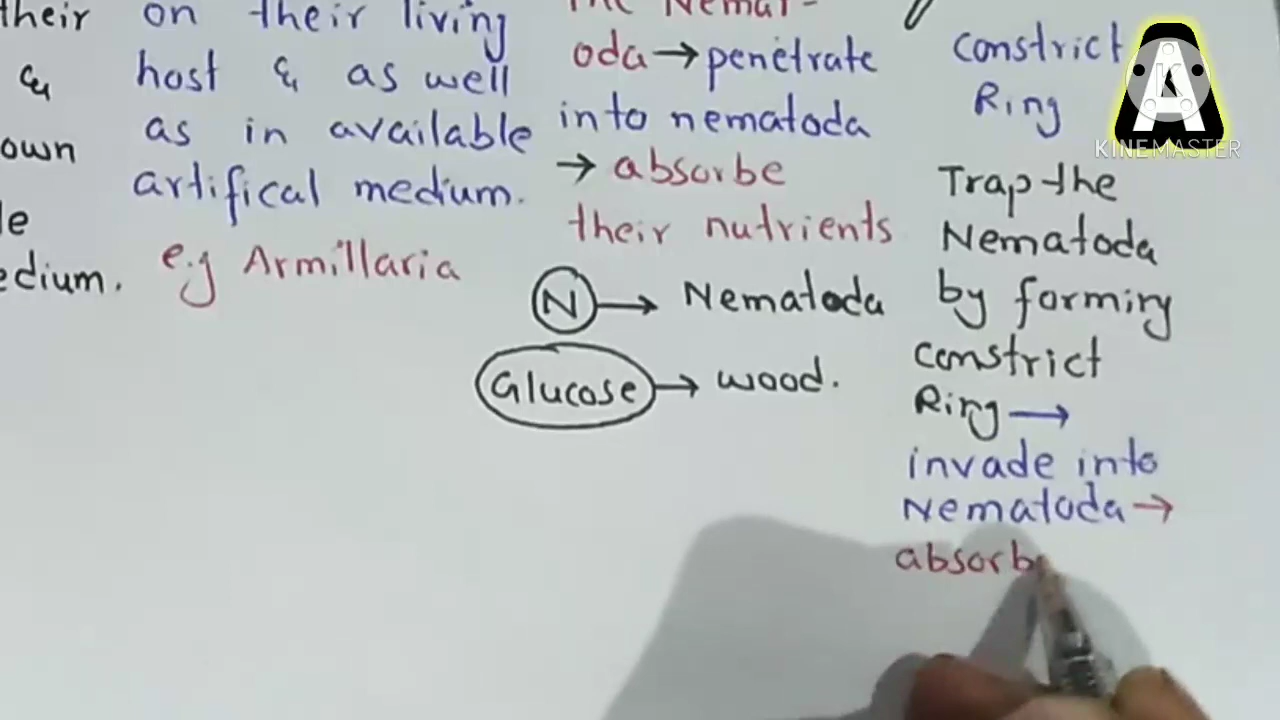 their
&
own
edium.
on their living
host & as well
as in available
artifical medium.
e.g Armillaria
oda → penetrate
into nematoda
→ absorbe
their nutrients
N → Nematoda
Glucose → wood.
constrict
Ring
Trap the
Nematoda
by forming
constrict
Ring →
invade into
Nematoda →
absorb
A
K
KINEMASTER